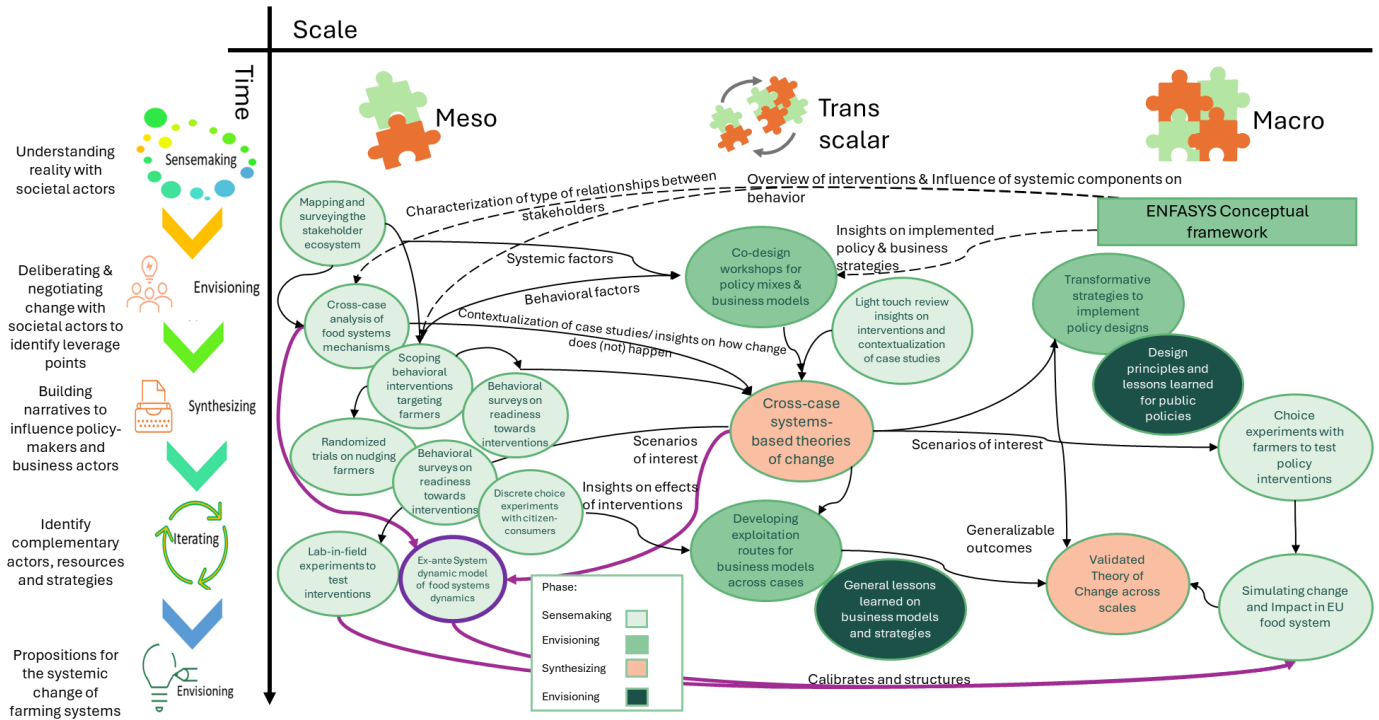 Scale
Time
Meso
Trans
scalar
Macro
Understanding
reality with
societal actors
Sensemaking
Deliberating &
negotiating
change with
societal actors to
identify leverage
points
Envisioning
Building
narratives to
influence policy-
makers and
business actors
Synthesizing
Identify
complementary
actors, resources
and strategies
Iterating
Propositions for
the systemic
change of
farming systems
Envisioning
Mapping and
surveying the
stakeholder
ecosystem
Characterization of type of relationships between
stakeholders
Overview of interventions & Influence of systemic components on
behavior
ENFASYS Conceptual
framework
Systemic factors
Behavioral factors
Co-design
workshops for
policy mixes &
business models
Insights on implemented
policy & business
strategies
Transformative
strategies to
implement
policy designs
Cross-case
analysis of
food systems
mechanisms
Contextualization of case studies/ insights on how change
does (not) happen
Light touch review
insights on
interventions and
contextualization
of case studies
Design
principles and
lessons learned
for public
policies
Scoping
behavioral
interventions
targeting
farmers
Behavioral
surveys on
readiness
towards
interventions
Cross-case
systems-
based theories
of change
Choice
experiments with
farmers to test
policy
interventions
Randomized
trials on nudging
farmers
Behavioral
surveys on
readiness
towards
interventions
Scenarios
of interest
Scenarios of interest
Discrete choice
experiments
with citizen-
consumers
Insights on effects
of interventions
Developing
exploitation
routes for
business models
across cases
Generalizable
outcomes
Lab-in-field
experiments to
test
interventions
Ex-ante System
dynamic model
of food systems
dynamics
General lessons
learned on
business models
and strategies
Validated
Theory of
Change across
scales
Simulating change
and Impact in EU
food system
Phase:
Sensemaking
Envisioning
Synthesizing
Envisioning
Calibrates and structures